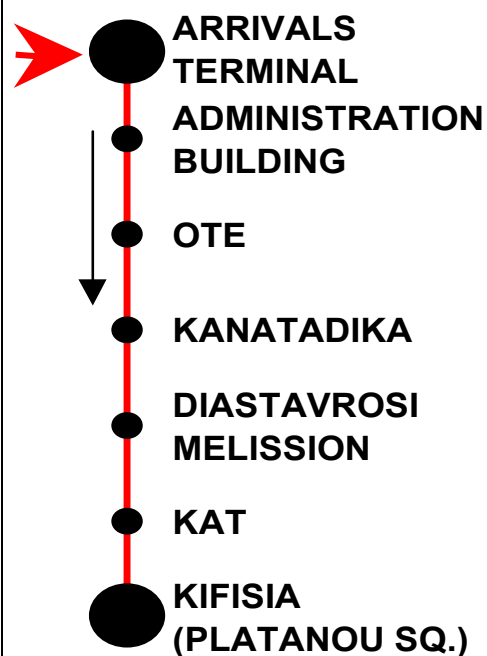 ARRIVALS
TERMINAL
ADMINISTRATION
BUILDING
OTE
KANATADIKA
DIASTAVROSI
MELISSION
KAT
KIFISIA
(PLATANOU SQ.)